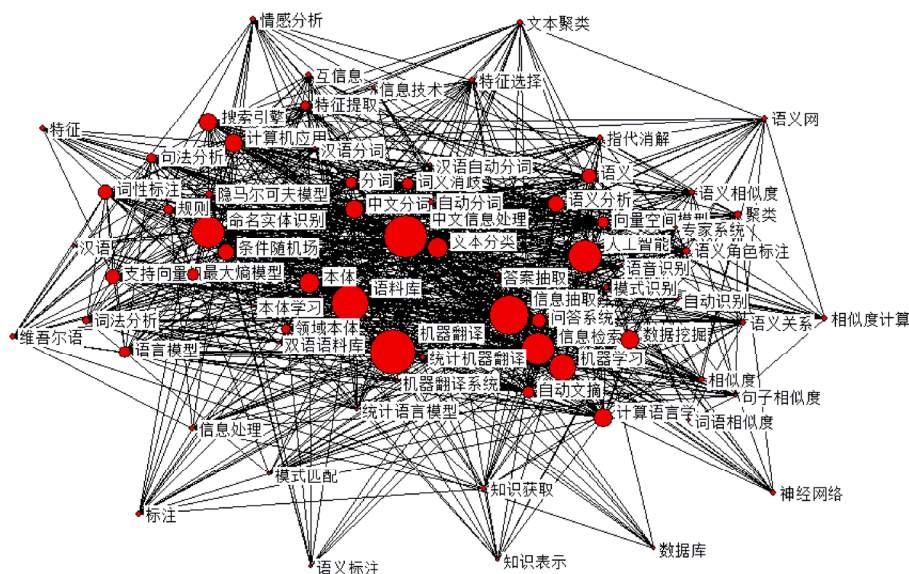 情感分析
文本聚类
互信息
信息技术
特征选择
特征提取
搜索引擎
计算机应用
语义网
特征
指代消解
汉语分词
句法分析
汉语自动分词
语义
分词
词义消歧
词性标注
隐马尔可夫模型
语义相似度
自动分词
语义分析
规则
中文分词
聚类
命名实体识别
中文信息处理
向量空间模型
专家系统
汉语
条件随机场
文本分类
人工智能
语义角色标注
支持向量机
最大熵模型
本体
答案抽取
语音识别
语料库
模式识别
信息抽取
自动识别
本体学习
词法分析
问答系统
语义关系
相似度计算
维吾尔语
领域本体
机器翻译
信息检索
数据挖掘
汉语语料库
语言模型
统计机器翻译
机器学习
机器翻译系统
自动文摘
相似度
句子相似度
统计语言模型
计算语言学
词语相似度
信息处理
模式匹配
知识获取
神经网络
标注
数据库
语义标注
知识表示